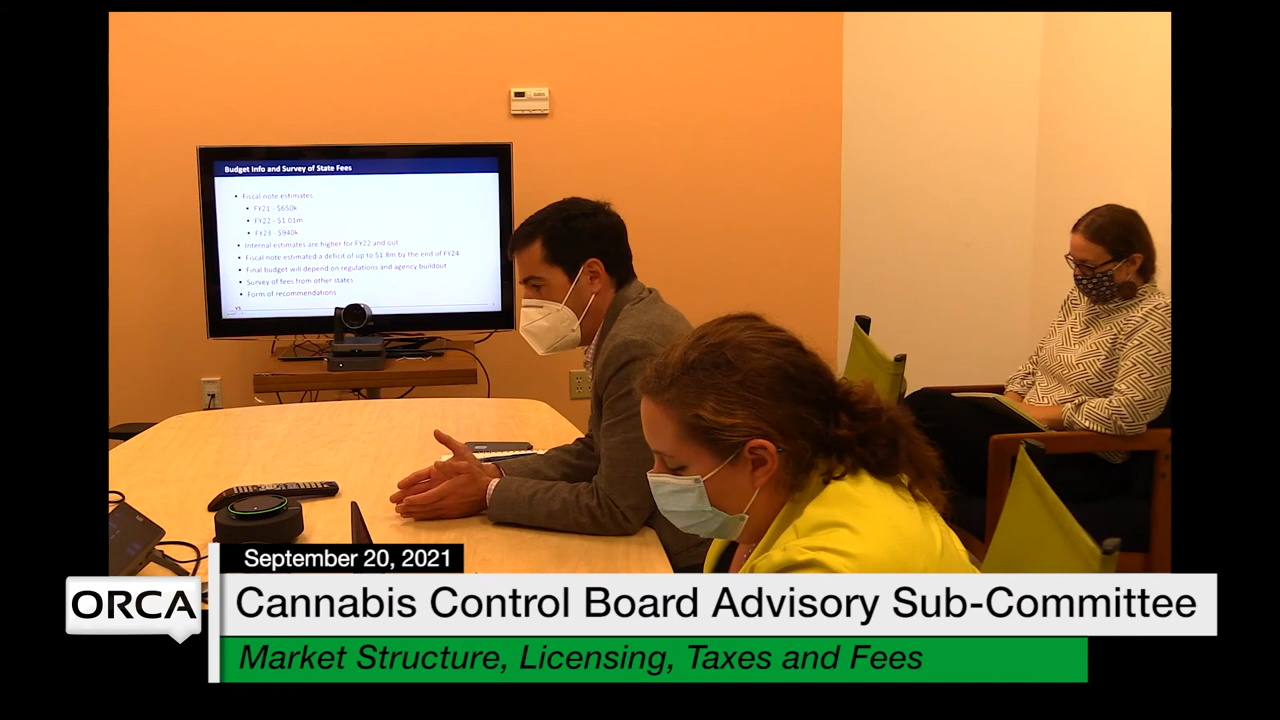 Budget Info and Survey of State Fees
• Fiscal note estimates
• FY21 - $650k
• FY22 - $1.01m
• FY23 - $940k
• Internal estimates are higher for FY22 and out
• Fiscal note estimated a deficit of up to $1.8m by the end of FY24
• Final budget will depend on regulations and agency buildout
• Survey of fees from other states
• Form of recommendations
VS
September 20, 2021
ORCA
Cannabis Control Board Advisory Sub-Committee
Market Structure, Licensing, Taxes and Fees